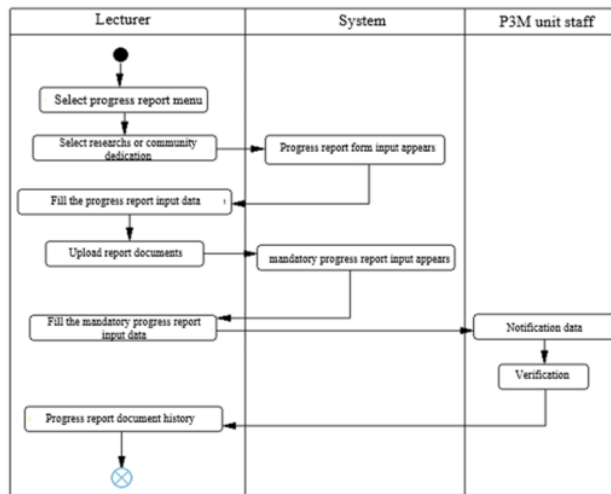 Lecturer
System
P3M unit staff
Select progress report menu
Select researchs or community
dedication
Progress report form input appears
Fill the progress report input data
Upload report documents
mandatory progress report input appears
Fill the mandatory progress report
input data
Notification data
Verification
Progress report document history